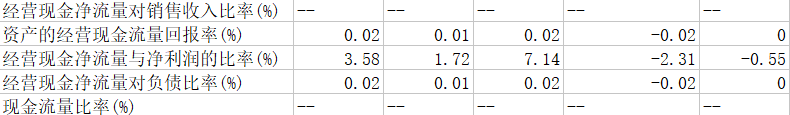 经营现金净流量对销售收入比率(%) -- -- -- -- --
资产的经营现金流量回报率(%) 0.02 0.01 0.02 -0.02 0
经营现金净流量与净利润的比率(%) 3.58 1.72 7.14 -2.31 -0.55
经营现金净流量对负债比率(%) 0.02 0.01 0.02 -0.02 0
现金流量比率(%) -- -- -- -- --